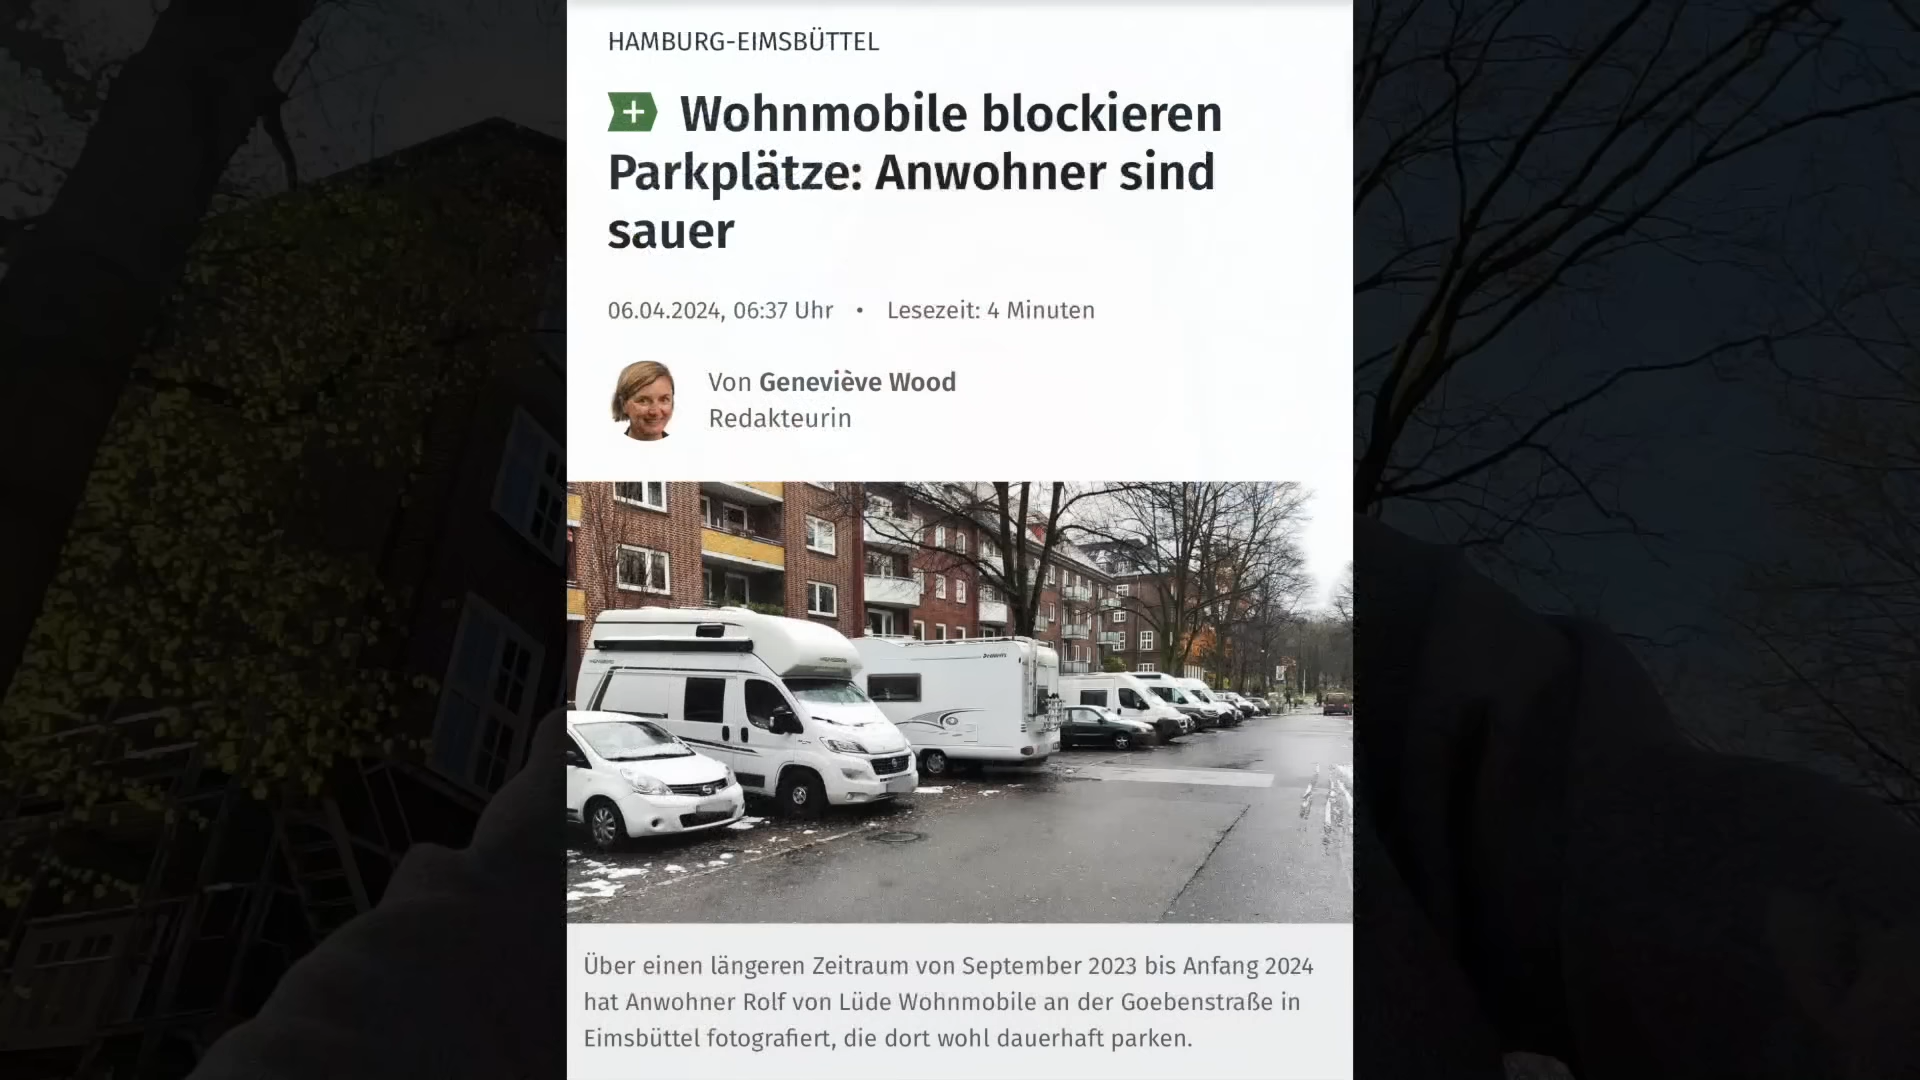 HAMBURG-EIMSBÜTTEL
+ Wohnmobile blockieren
Parkplätze: Anwohner sind
sauer
06.04.2024, 06:37 Uhr • Lesezeit: 4 Minuten
Von Geneviève Wood
Redakteurin
Über einen längeren Zeitraum von September 2023 bis Anfang 2024
hat Anwohner Rolf von Lüde Wohnmobile an der Goebenstraße in
Eimsbüttel fotografiert, die dort wohl dauerhaft parken.